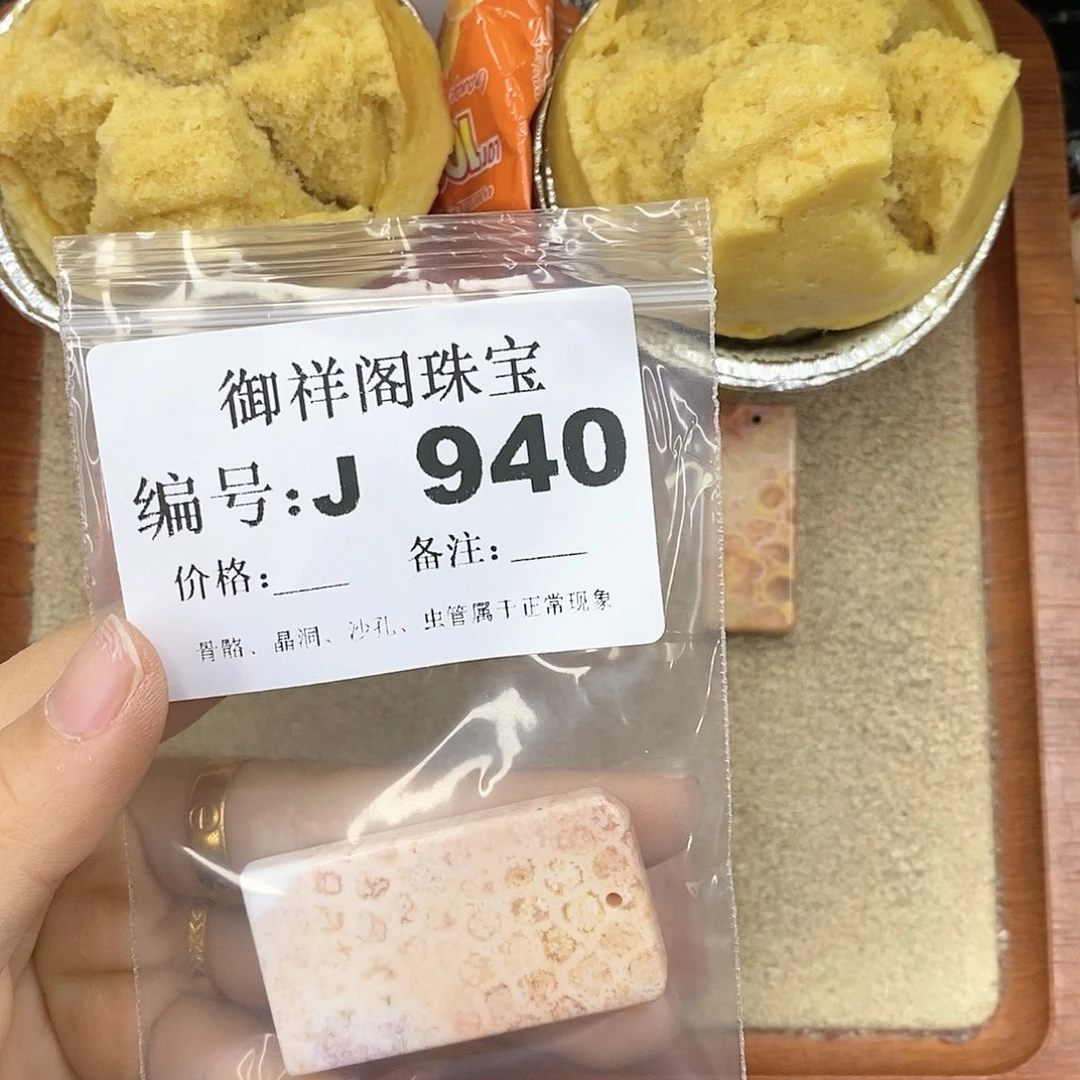 御祥阁珠宝
编号:J 940
价格:____ 备注:____
骨骼、晶洞、沙孔、虫管属于正常现象